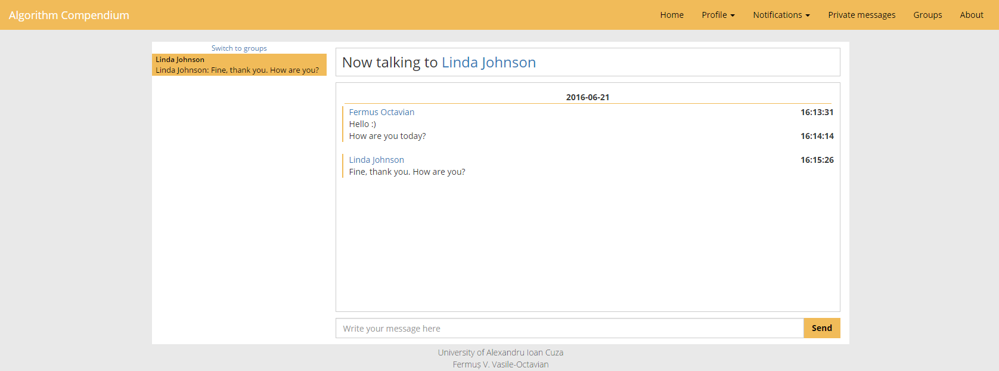 Algorithm Compendium
Home Profile Notifications Private messages Groups About
Switch to groups
Linda Johnson
Linda Johnson: Fine, thank you. How are you?
Now talking to Linda Johnson
2016-06-21
Fermus Octavian 16:13:31
Hello :)
How are you today? 16:14:14
Linda Johnson 16:15:26
Fine, thank you. How are you?
Write your message here Send
University of Alexandru Ioan Cuza
Fermuș V. Vasile-Octavian